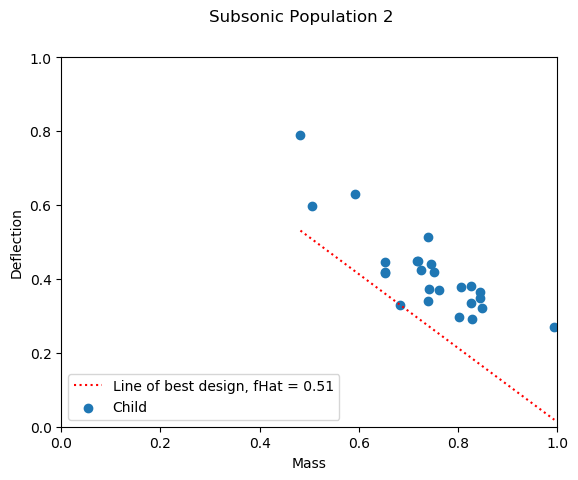 Subsonic Population 2
1.0
0.8
0.6
0.4
0.2
0.0
Deflection
Line of best design, fHat = 0.51
Child
0.0 0.2 0.4 0.6 0.8 1.0
Mass